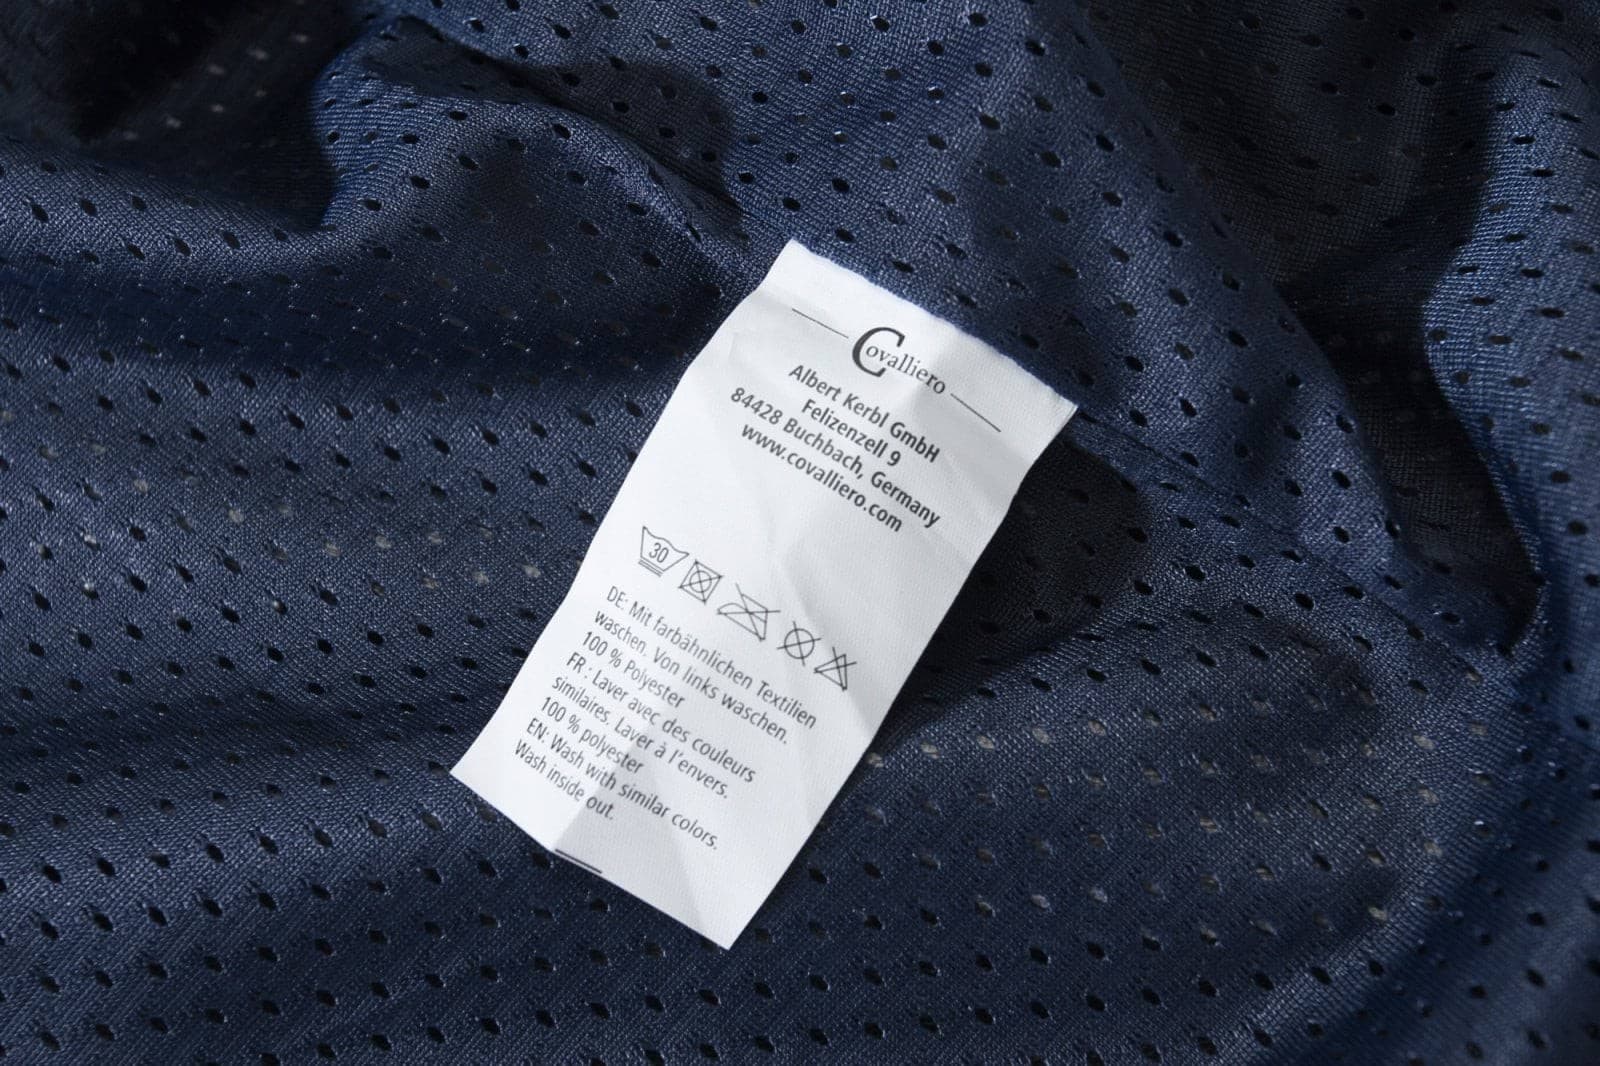 Covalliero
Albert Kerbl GmbH
Felizenzell 9
84428 Buchbach, Germany
www.covalliero.com
30
DE: Mit farbähnlichen Textilien
waschen. Von links waschen.
100 % Polyester
FR : Laver avec des couleurs
similaires. Laver à l'envers.
100 % polyester
EN: Wash with similar colors.
Wash inside out.